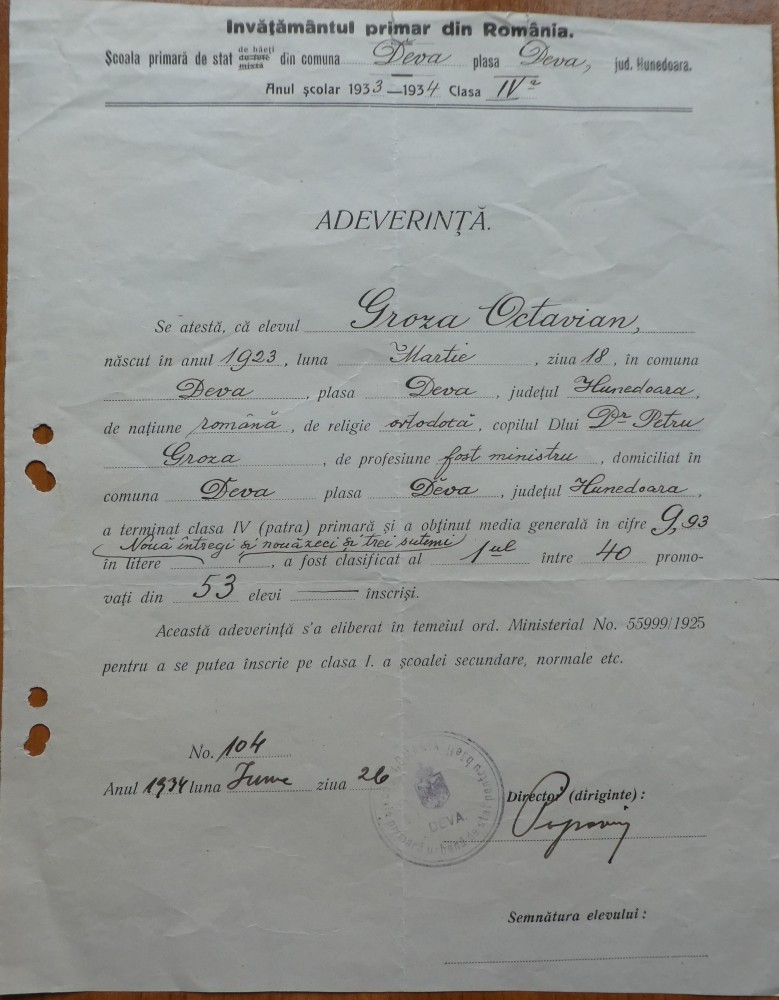 Invățământul primar din România.
Școala primară de stat de băeți de fete mixtă din comuna Deva plasa Deva, jud. Hunedoara.
Anul școlar 1933—1934 Clasa IVa
ADEVERINȚĂ.
Se atestă, că elevul Groza Octavian,
născut în anul 1923, luna Martie, ziua 18, în comuna
Deva, plasa Deva, județul Hunedoara,
de națiune română, de religie ortodotă, copilul Dlui Dr Petru
Groza, de profesiune fost ministru, domiciliat în
comuna Deva plasa Deva, județul Hunedoara,
a terminat clasa IV (patra) primară și a obținut media generală în cifre 9,93
Nouă întregi și nouăzeci și trei sutimi
în litere, a fost clasificat al 1ul între 40 promo-
vați din 53 elevi înscriși.
Această adeverință s'a eliberat în temeiul ord. Ministerial No. 55999/1925
pentru a se putea înscrie pe clasa I. a școalei secundare, normale etc.
No. 104
Anul 1934 luna Iunie ziua 26
DEVA.
Director (diriginte):
Semnătura elevului: